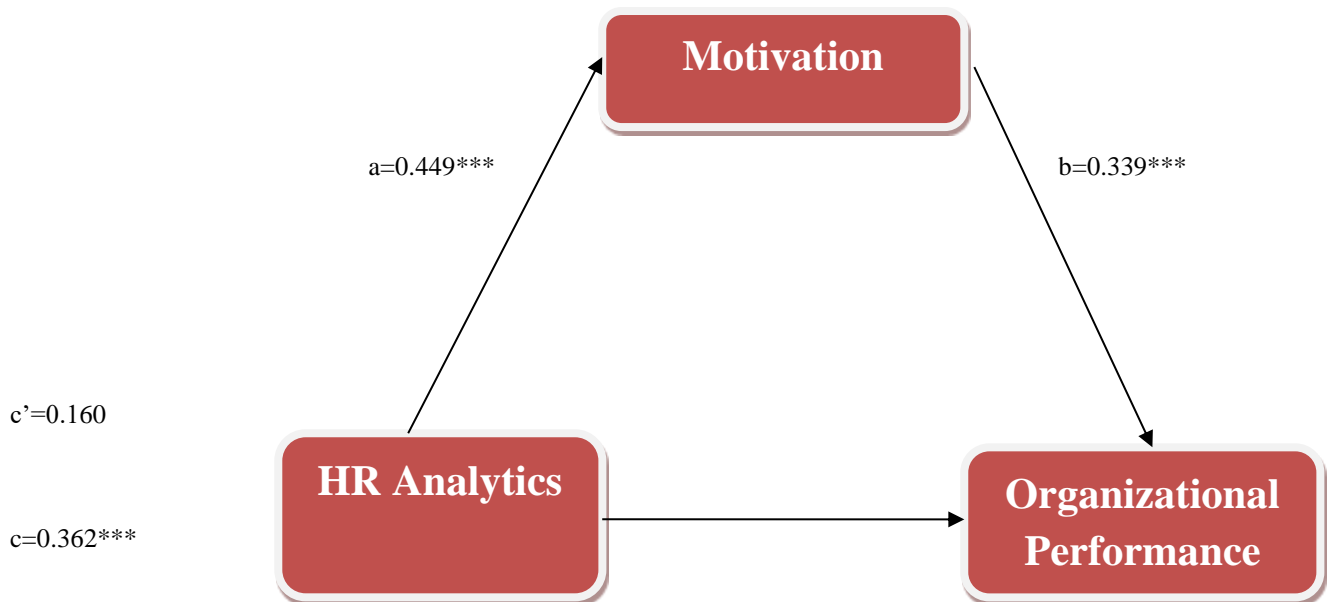 Motivation
a=0.449***
b=0.339***
c’=0.160
HR Analytics
Organizational
Performance
c=0.362***